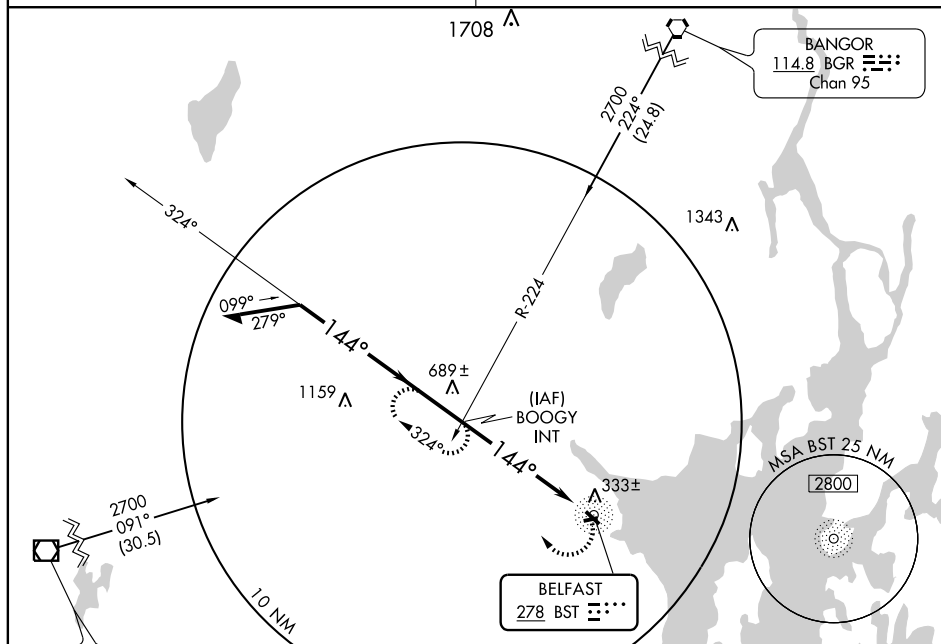 1708
BANGOR
114.8 BGR
Chan 95
2700
224°
(24.8)
1343
324°
R-224
099°
279°
144°
689±
1159
(IAF)
BOOGY
INT
324°
144°
333±
MSA BST 25 NM
2800
2700
091°
(30.5)
10 NM
BELFAST
278 BST